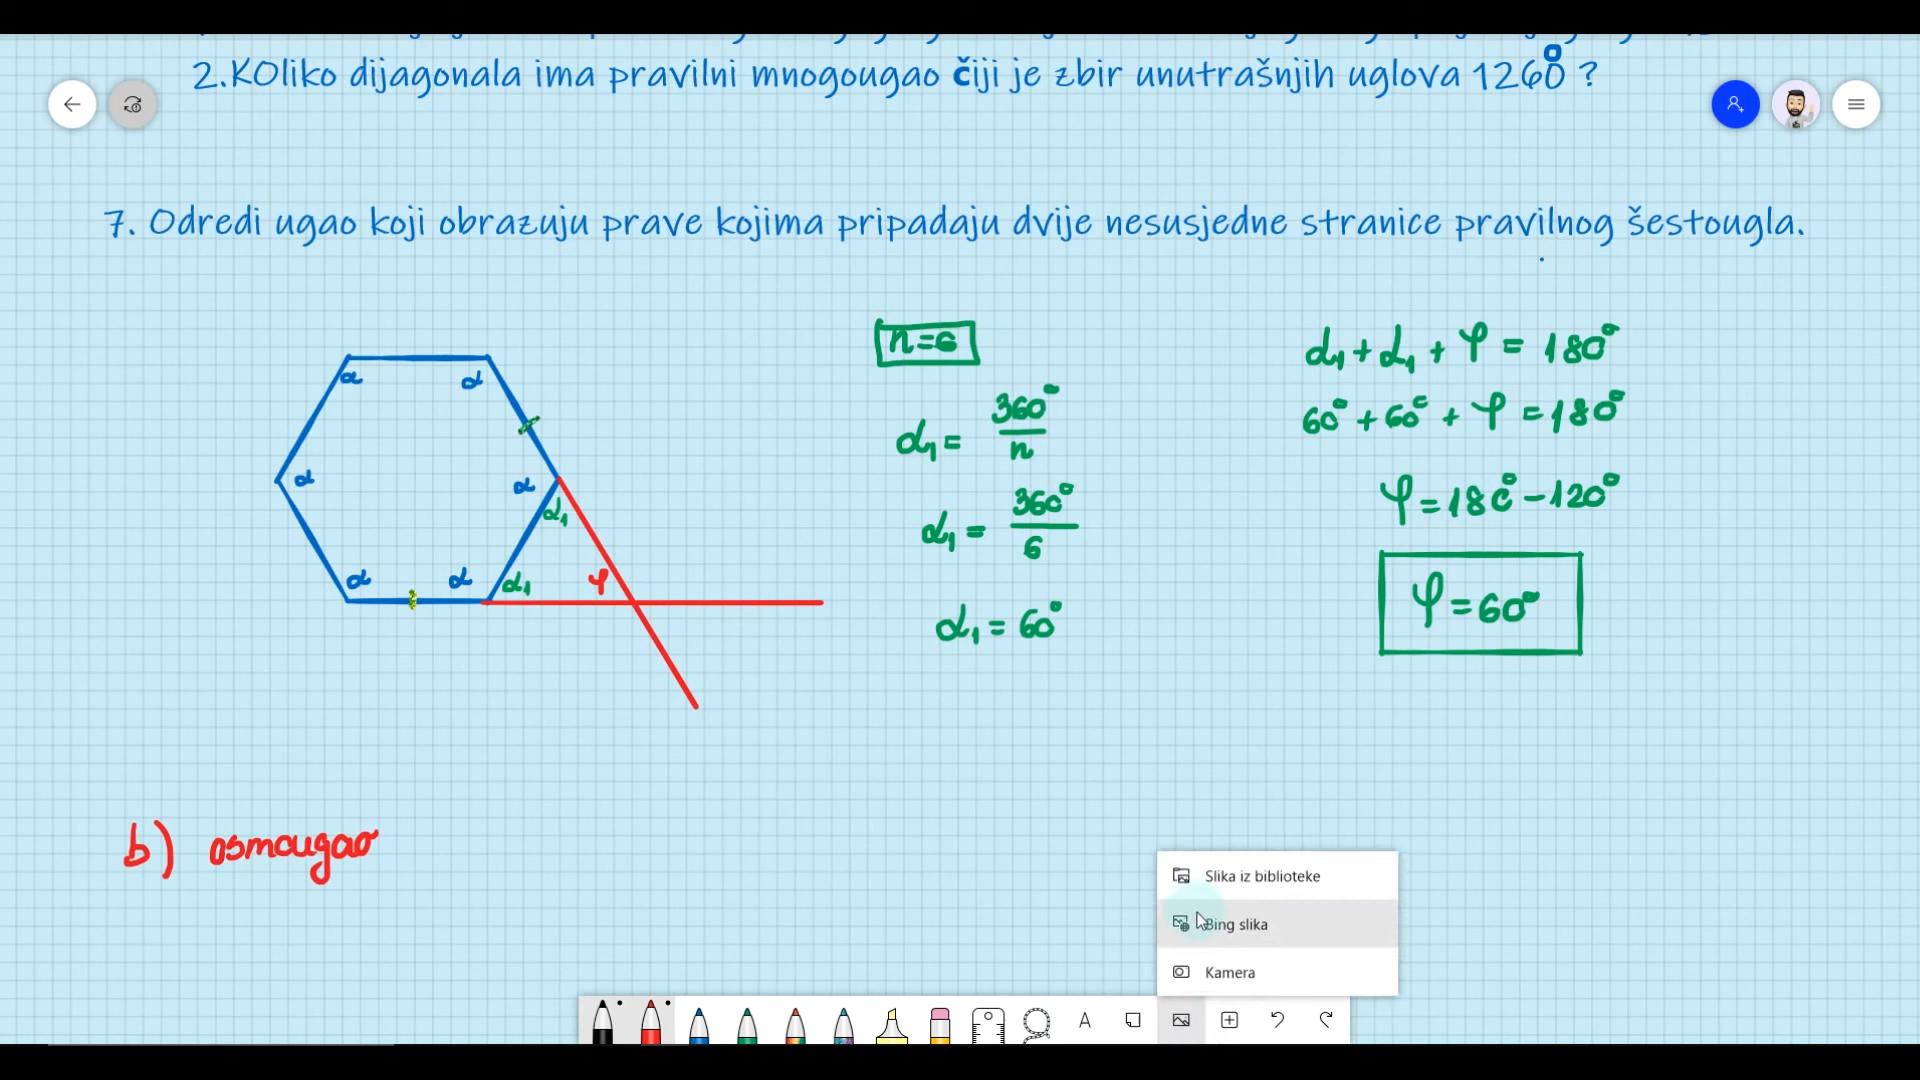 2.KOliko dijagonala ima pravilni mnogougao čiji je zbir unutrašnjih uglova 1260° ?
7. Odredi ugao koji obrazuju prave kojima pripadaju dvije nesusjedne stranice pravilnog šestougla.
α α
α α
α₁
α α α₁ φ
n=6
α₁ = 360°/n
α₁ = 360°/6
α₁ = 60°
α₁ + α₁ + φ = 180°
60° + 60° + φ = 180°
φ = 180° - 120°
φ = 60°
b) osmougao
Slika iz biblioteke
Bing slika
Kamera
A